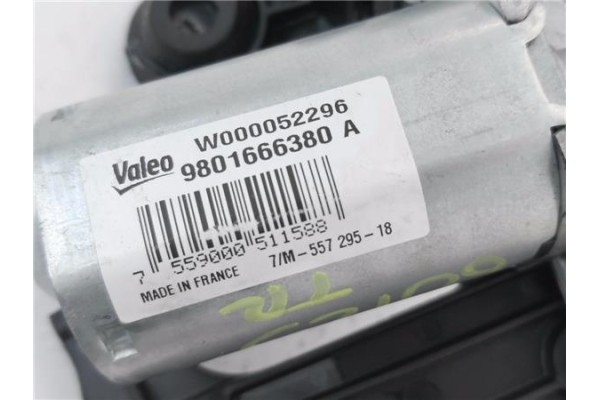 W000052296
Valeo 9801666380 A
7 559000 511588
MADE IN FRANCE 7/M-557 295-18